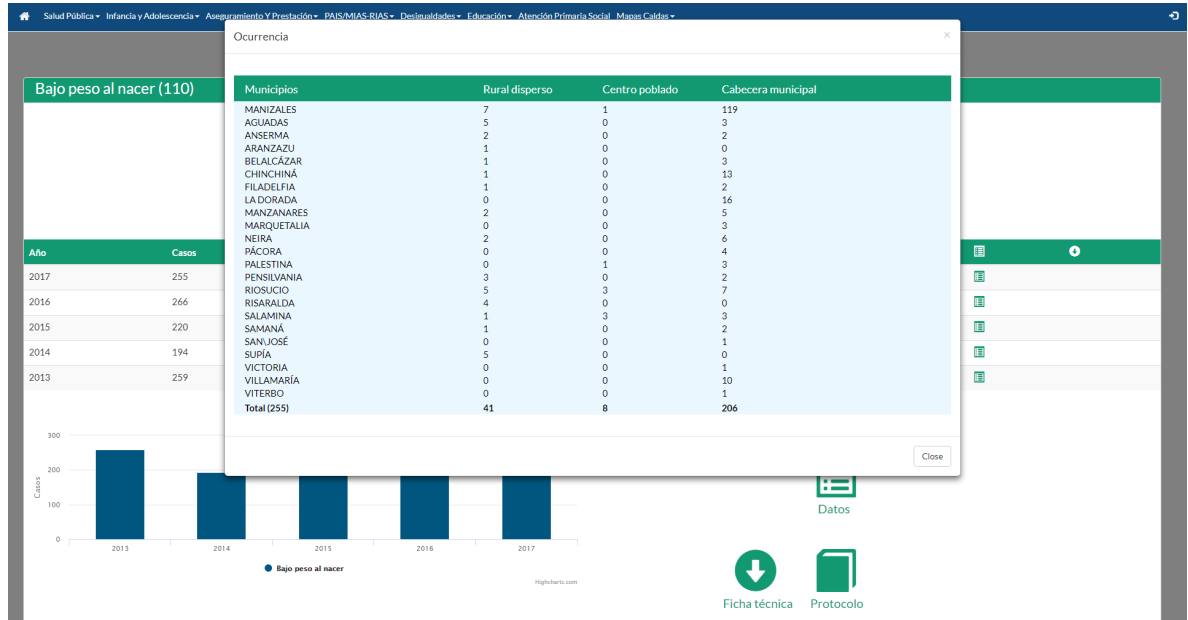 Salud Pública Infancia y Adolescencia Aseguramiento Y Prestación PAIS/MIAS-RIAS Desigualdades Educación Atención Primaria Social Mapas Caldas
Ocurrencia ×
Bajo peso al nacer (110)
Municipios Rural disperso Centro poblado Cabecera municipal
MANIZALES 7 1 119
AGUADAS 5 0 3
ANSERMA 2 0 2
ARANZAZU 1 0 0
BELALCÁZAR 1 0 3
CHINCHINÁ 1 0 13
FILADELFIA 1 0 2
LA DORADA 0 0 16
MANZANARES 2 0 5
MARQUETALIA 0 0 3
NEIRA 2 0 6
PÁCORA 0 0 4
PALESTINA 0 1 3
PENSILVANIA 3 0 2
RIOSUCIO 5 3 7
RISARALDA 4 0 0
SALAMINA 1 3 3
SAMANÁ 1 0 2
SAN\JOSÉ 0 0 1
SUPÍA 5 0 0
VICTORIA 0 0 1
VILLAMARÍA 0 0 10
VITERBO 0 0 1
Total (255) 41 8 206
Close
Año Casos
2017 255
2016 266
2015 220
2014 194
2013 259
300
200
100
0
Casos
2013 2014 2015 2016 2017
Bajo peso al nacer
Highcharts.com
Datos
Ficha técnica Protocolo